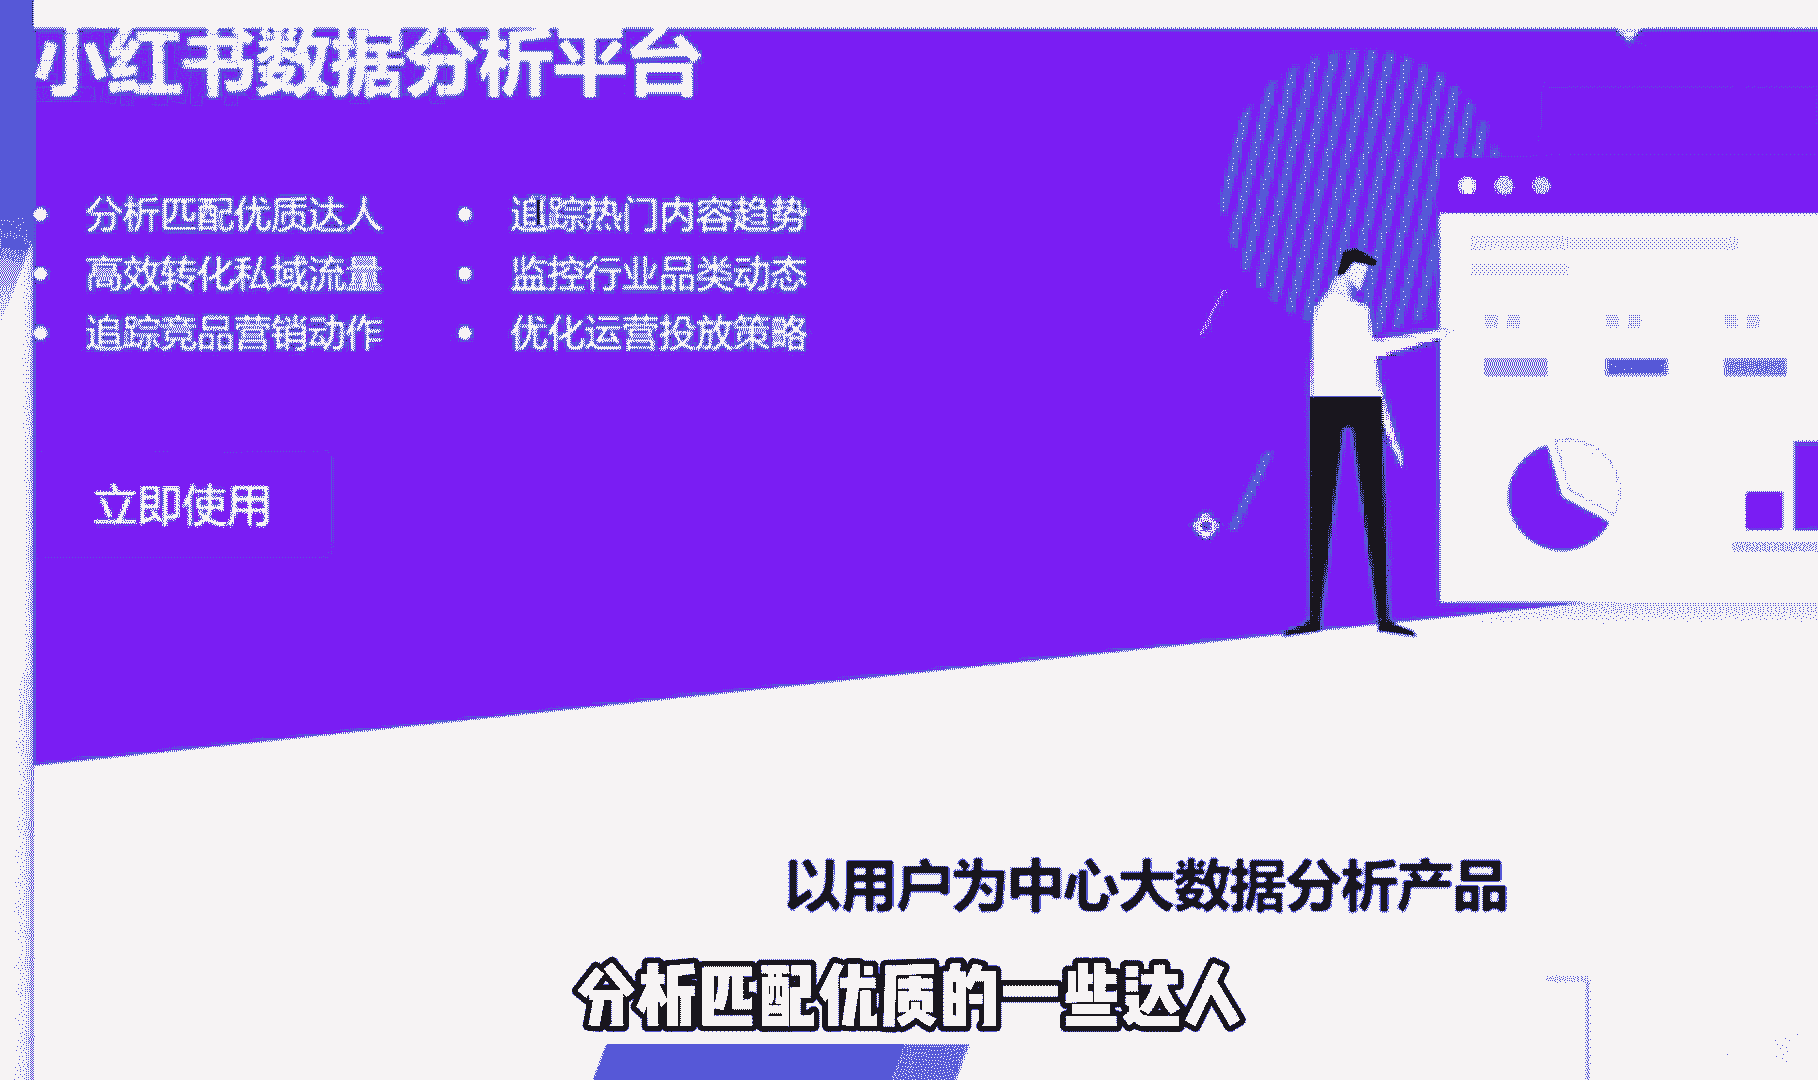 小红书数据分析平台
分析匹配优质达人
追踪热门内容趋势
高效转化私域流量
监控行业品类动态
追踪竞品营销动作
优化运营投放策略
立即使用
以用户为中心大数据分析产品
分析匹配优质的一些达人